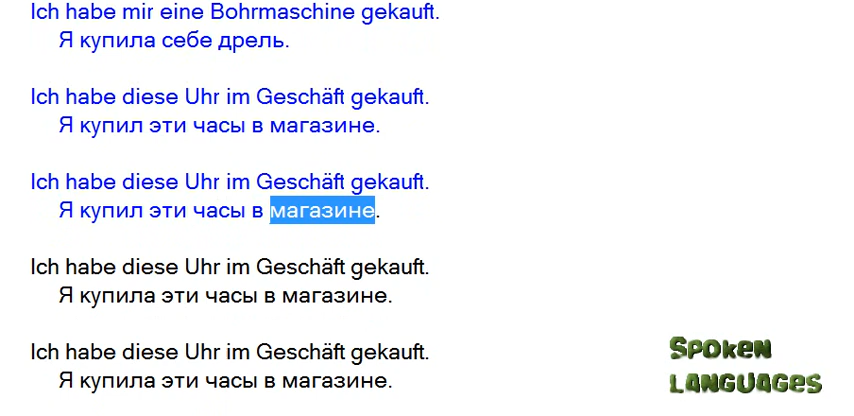 Ich habe mir eine Bohrmaschine gekauft.
Я купила себе дрель.
Ich habe diese Uhr im Geschäft gekauft.
Я купил эти часы в магазине.
Ich habe diese Uhr im Geschäft gekauft.
Я купил эти часы в магазине.
Ich habe diese Uhr im Geschäft gekauft.
Я купила эти часы в магазине.
Ich habe diese Uhr im Geschäft gekauft.
Я купила эти часы в магазине.
Spoken
Languages